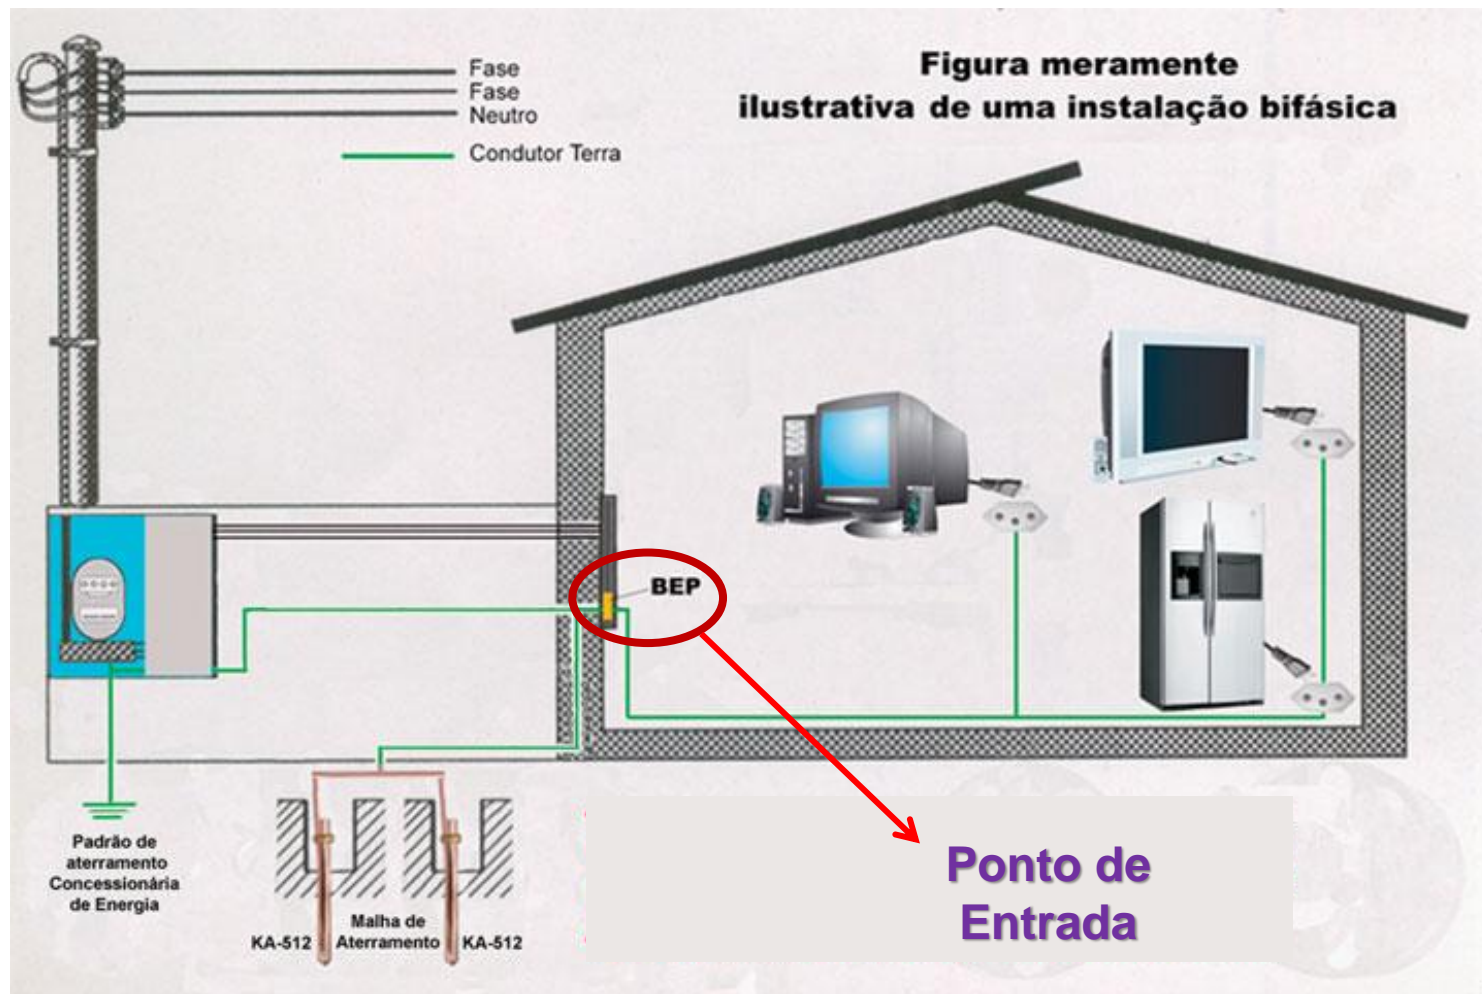 Fase
Fase
Neutro
Condutor Terra
Figura meramente
ilustrativa de uma instalação bifásica
BEP
Padrão de
aterramento
Concessionária
de Energia
KA-512
Malha de
Aterramento
KA-512
Ponto de
Entrada